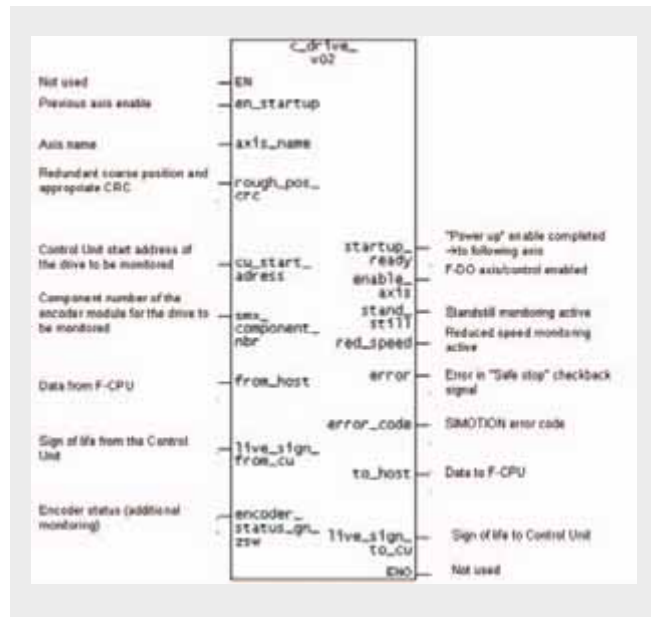 c_drive_
v02
Not used
EN
Previous axis enable
en_startup
Axis name
axis_name
Redundant coarse position and
appropriate CRC
rough_pos_
crc
Control Unit start address of
the drive to be monitored
cu_start_
adress
Component number of the
encoder module for the drive to
be monitored
smx_
component_
nbr
Data from F-CPU
from_host
Sign of life from the Control
Unit
live_sign_
from_cu
Encoder status (additional
monitoring)
encoder_
status_gn_
zsw
startup_
ready
"Power up" enable completed
->to following axis
enable_
axis
F-DO axis/control enabled
stand_
still
Standstill monitoring active
red_speed
Reduced speed monitoring
active
error
Error in "Safe stop" checkback
signal
error_code
SIMOTION error code
to_host
Data to F-CPU
live_sign_
to_cu
Sign of life to Control Unit
ENO
Not used